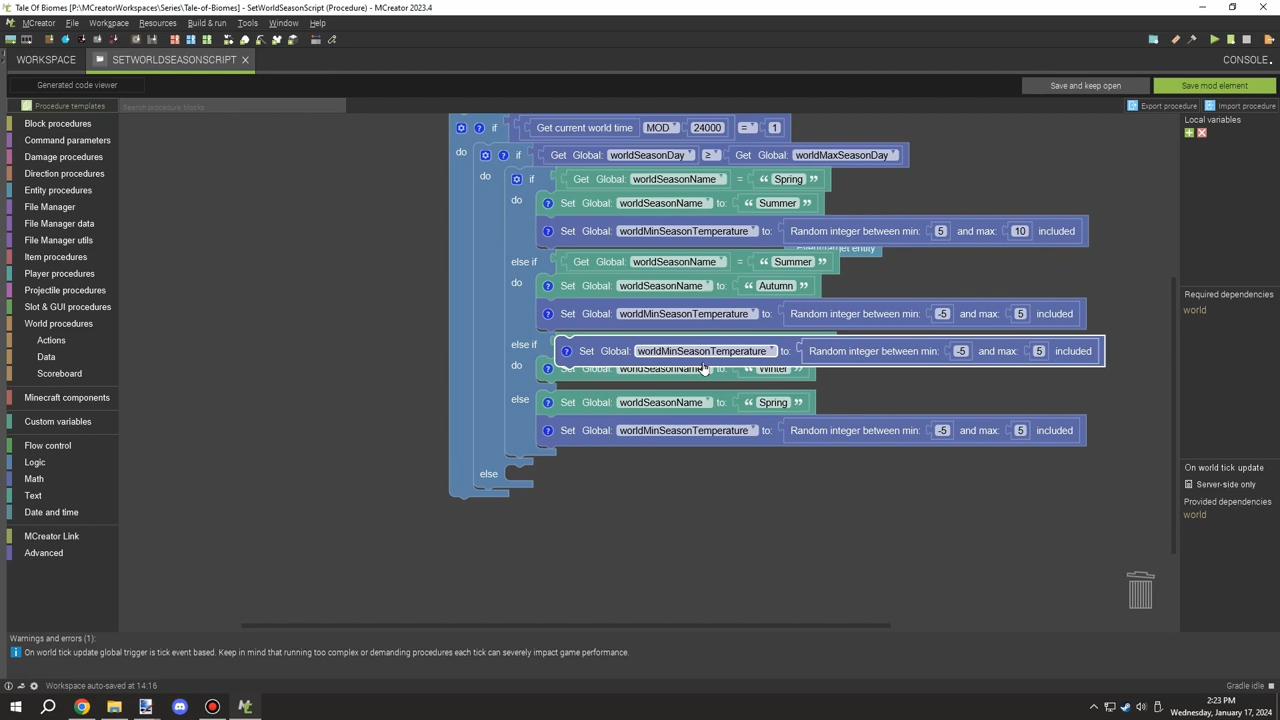 Tale Of Biomes [P:\MCreatorWorkspaces\Series\Tale-of-Biomes] - SetWorldSeasonScript (Procedure) - MCreator 2023.4
MCreator File Workspace Resources Build & run Tools Window Help
WORKSPACE SETWORLDSEASONSCRIPT CONSOLE
Generated code viewer Save and keep open Save mod element
Procedure templates Search procedure blocks Export procedure Import procedure
Block procedures
Command parameters
Damage procedures
Direction procedures
Entity procedures
File Manager
File Manager data
File Manager utils
Item procedures
Player procedures
Projectile procedures
Slot & GUI procedures
World procedures
Actions
Data
Scoreboard
Minecraft components
Custom variables
Flow control
Logic
Math
Text
Date and time
MCreator Link
Advanced
if Get current world time MOD 24000 = 1
do if Get Global: worldSeasonDay ≥ Get Global: worldMaxSeasonDay
do if Get Global: worldSeasonName = “ Spring ”
do Set Global: worldSeasonName to: “ Summer ”
Set Global: worldMinSeasonTemperature to: Random integer between min: 5 and max: 10 included
Event/target entity
else if Get Global: worldSeasonName = “ Summer ”
do Set Global: worldSeasonName to: “ Autumn ”
Set Global: worldMinSeasonTemperature to: Random integer between min: -5 and max: 5 included
else if
Set Global: worldMinSeasonTemperature to: Random integer between min: -5 and max: 5 included
do Set Global: worldSeasonName to: “ Winter ”
else Set Global: worldSeasonName to: “ Spring ”
Set Global: worldMinSeasonTemperature to: Random integer between min: -5 and max: 5 included
else
Local variables
Required dependencies
world
On world tick update
Server-side only
Provided dependencies
world
Warnings and errors (1):
On world tick update global trigger is tick event based. Keep in mind that running too complex or demanding procedures each tick can severely impact game performance.
Workspace auto-saved at 14:16 Gradle idle
2:23 PM
Wednesday, January 17, 2024